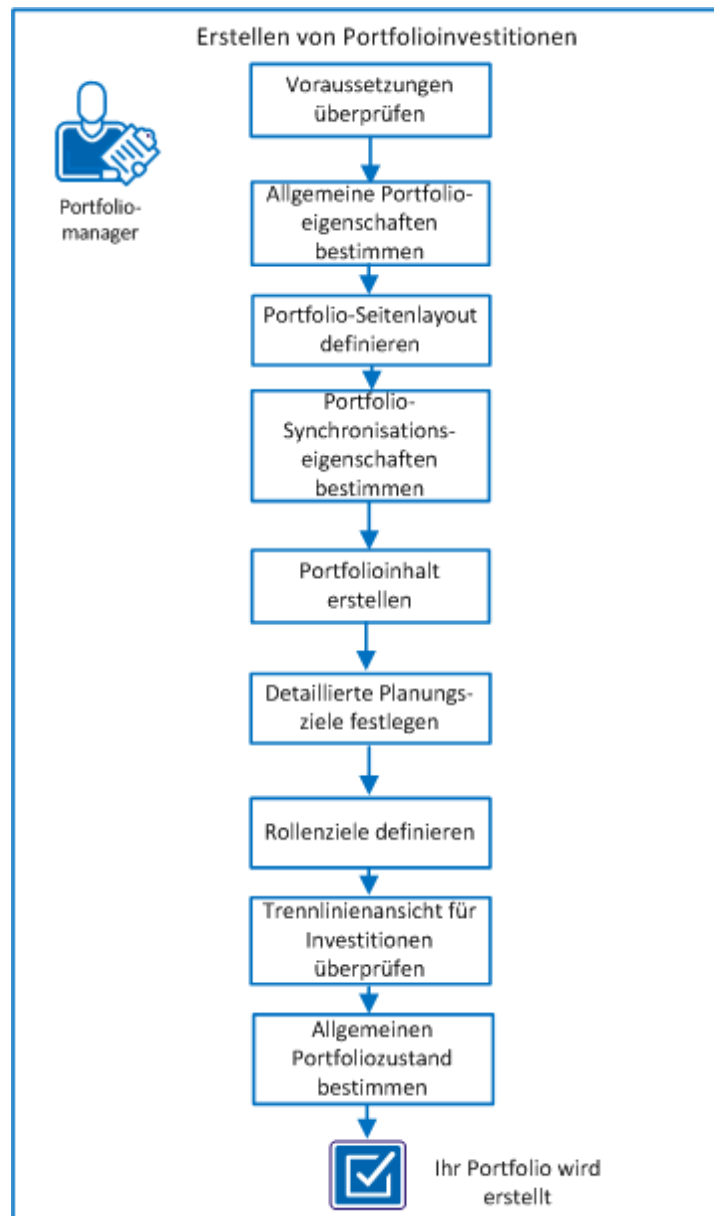 Erstellen von Portfolioinvestitionen
Voraussetzungen
überprüfen
Portfolio-
manager
Allgemeine Portfolio-
eigenschaften
bestimmen
Portfolio-Seitenlayout
definieren
Portfolio-
Synchronisations-
eigenschaften
bestimmen
Portfolioinhalt
erstellen
Detaillierte Planungs-
ziele festlegen
Rollenziele definieren
Trennlinienansicht für
Investitionen
überprüfen
Allgemeinen
Portfoliozustand
bestimmen
Ihr Portfolio wird
erstellt